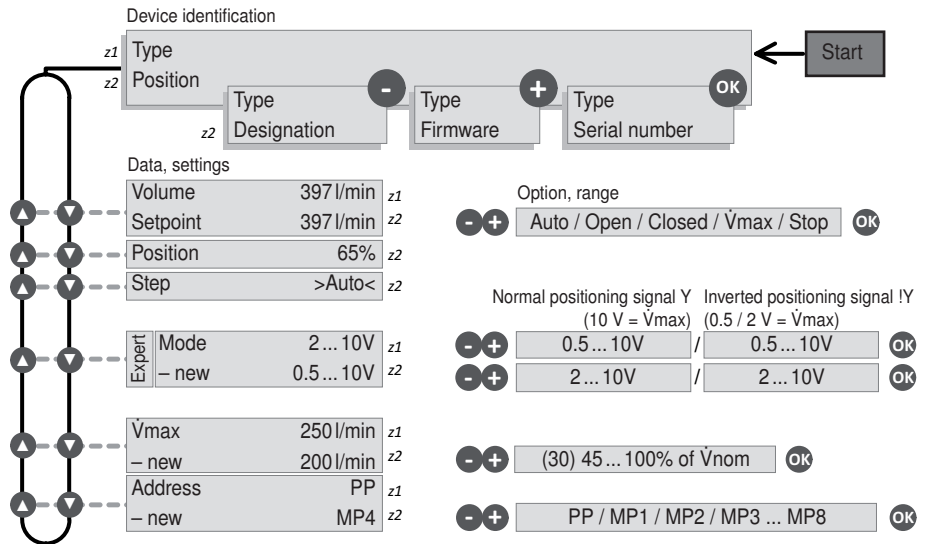 Device identification
z1 Type
z2 Position
Start
Type - Type + Type OK
z2 Designation Firmware Serial number
Data, settings
Volume 397 l/min z1
Setpoint 397 l/min z2
Option, range
- + Auto / Open / Closed / V̇max / Stop OK
Position 65% z2
Step >Auto< z2
Normal positioning signal Y Inverted positioning signal !Y
(10 V = V̇max) (0.5 / 2 V = V̇max)
Expert
Mode 2 ... 10V z1
- + 0.5 ... 10V / 0.5 ... 10V OK
– new 0.5 ... 10V z2
- + 2 ... 10V / 2 ... 10V OK
V̇max 250 l/min z1
– new 200 l/min z2
- + (30) 45 ... 100% of V̇nom OK
Address PP z1
– new MP4 z2
- + PP / MP1 / MP2 / MP3 ... MP8 OK